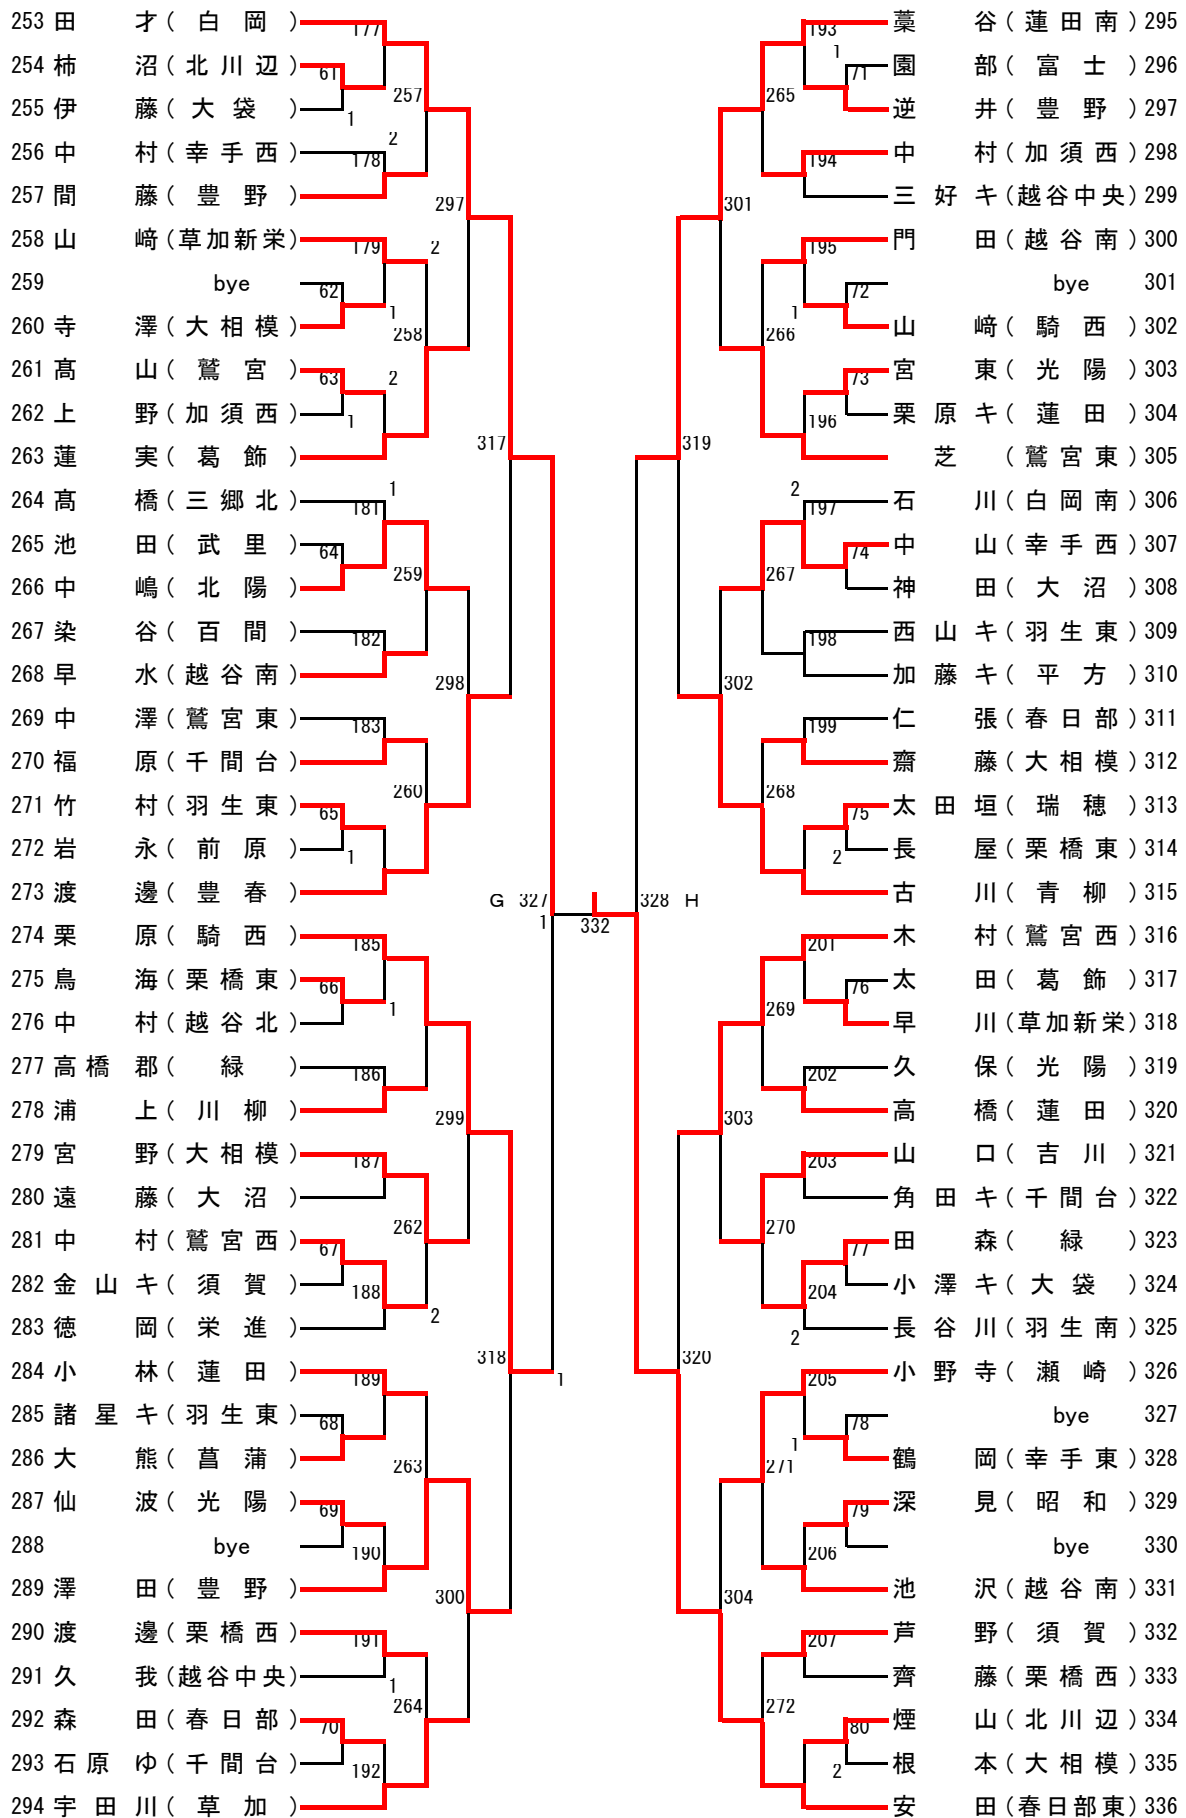 253 田 才 ( 白 岡 ) 177
254 柿 沼 ( 北 川 辺 ) 61
255 伊 藤 ( 大 袋 ) 1 257
256 中 村 ( 幸 手 西 ) 178 2
257 間 藤 ( 豊 野 ) 297
258 山 﨑 (草加新栄) 179 2
259 bye 62
260 寺 澤 ( 大 相 模 ) 1 258
261 髙 山 ( 鷲 宮 ) 63 2
262 上 野 ( 加 須 西 ) 1
263 蓮 実 ( 葛 飾 ) 317
264 髙 橋 ( 三 郷 北 ) 181 1
265 池 田 ( 武 里 ) 64
266 中 嶋 ( 北 陽 ) 259
267 染 谷 ( 百 間 ) 182
268 早 水 ( 越 谷 南 ) 298
269 中 澤 ( 鷲 宮 東 ) 183
270 福 原 ( 千 間 台 )
271 竹 村 ( 羽 生 東 ) 65 260
272 岩 永 ( 前 原 ) 1
273 渡 邊 ( 豊 春 )
G 327 1 332 328 H
274 栗 原 ( 騎 西 ) 185
275 鳥 海 ( 栗 橋 東 ) 66
276 中 村 ( 越 谷 北 ) 1
277 高 橋 郡 ( 緑 ) 186
278 浦 上 ( 川 柳 ) 299
279 宮 野 ( 大 相 模 ) 187
280 遠 藤 ( 大 沼 )
281 中 村 ( 鷲 宮 西 ) 67 262
282 金 山 キ ( 須 賀 ) 188
283 徳 岡 ( 栄 進 ) 2
284 小 林 ( 蓮 田 ) 189 318 1
285 諸 星 キ ( 羽 生 東 ) 68
286 大 熊 ( 菖 蒲 ) 263
287 仙 波 ( 光 陽 ) 69
288 bye 190
289 澤 田 ( 豊 野 ) 300
290 渡 邊 ( 栗 橋 西 ) 191
291 久 我 (越谷中央) 1
292 森 田 ( 春 日 部 ) 70 264
293 石 原 ゆ ( 千 間 台 ) 192
294 宇 田 川 ( 草 加 )
193 藁 谷 ( 蓮 田 南 ) 295
1 71 園 部 ( 富 士 ) 296
265 逆 井 ( 豊 野 ) 297
194 中 村 ( 加 須 西 ) 298
301 三 好 キ (越谷中央) 299
195 門 田 ( 越 谷 南 ) 300
72 bye 301
1 266 山 﨑 ( 騎 西 ) 302
73 宮 東 ( 光 陽 ) 303
196 栗 原 キ ( 蓮 田 ) 304
319 芝 ( 鷲 宮 東 ) 305
2 197 石 川 ( 白 岡 南 ) 306
74 中 山 ( 幸 手 西 ) 307
267 神 田 ( 大 沼 ) 308
198 西 山 キ ( 羽 生 東 ) 309
302 加 藤 キ ( 平 方 ) 310
199 仁 張 ( 春 日 部 ) 311
齋 藤 ( 大 相 模 ) 312
268 75 太 田 垣 ( 瑞 穂 ) 313
2 長 屋 ( 栗 橋 東 ) 314
古 川 ( 青 柳 ) 315
201 木 村 ( 鷲 宮 西 ) 316
76 太 田 ( 葛 飾 ) 317
269 早 川 (草加新栄) 318
202 久 保 ( 光 陽 ) 319
303 高 橋 ( 蓮 田 ) 320
203 山 口 ( 吉 川 ) 321
角 田 キ ( 千 間 台 ) 322
270 77 田 森 ( 緑 ) 323
204 小 澤 キ ( 大 袋 ) 324
2 長 谷 川 ( 羽 生 南 ) 325
320 205 小 野 寺 ( 瀬 崎 ) 326
78 bye 327
1 271 鶴 岡 ( 幸 手 東 ) 328
79 深 見 ( 昭 和 ) 329
206 bye 330
304 池 沢 ( 越 谷 南 ) 331
207 芦 野 ( 須 賀 ) 332
齊 藤 ( 栗 橋 西 ) 333
272 80 煙 山 ( 北 川 辺 ) 334
2 根 本 ( 大 相 模 ) 335
安 田 (春日部東) 336